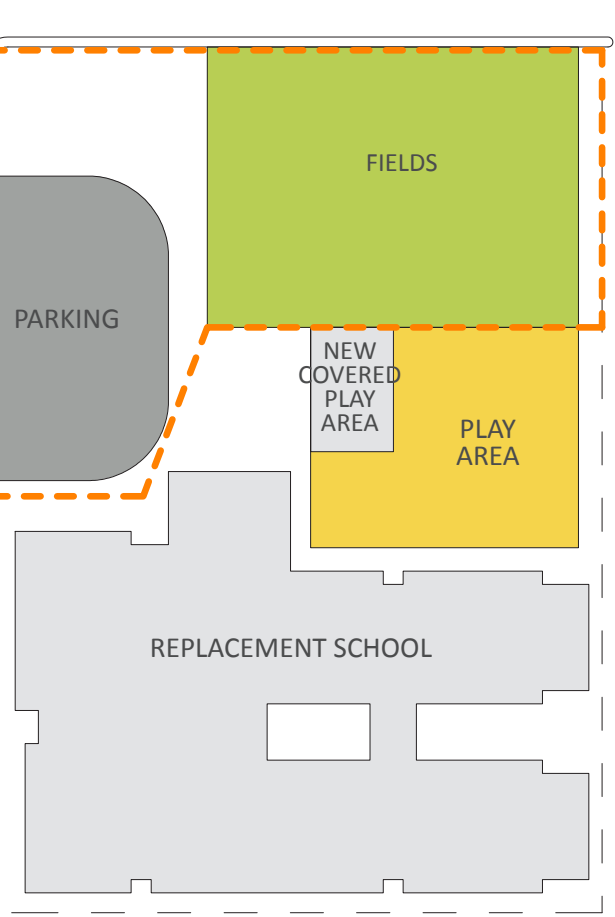 FIELDS
PARKING
NEW
COVERED
PLAY
AREA
PLAY
AREA
REPLACEMENT SCHOOL